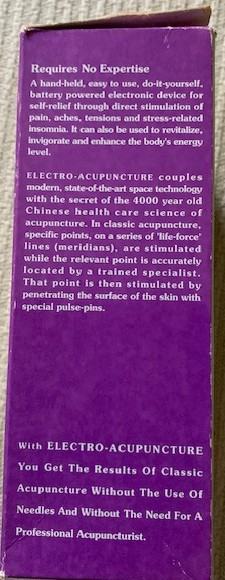 Requires No Expertise
A hand-held, easy to use, do-it-yourself,
battery powered electronic device for
self-relief through direct stimulation of
pain, aches, tensions and stress-related
insomnia. It can also be used to revitalize,
invigorate and enhance the body's energy
level.
ELECTRO-ACUPUNCTURE couples
modern, state-of-the-art space technology
with the secret of the 4000 year old
Chinese health care science of
acupuncture. In classic acupuncture,
specific points, on a series of 'life-force'
lines (meridians), are stimulated
while the relevant point is accurately
located by a trained specialist.
That point is then stimulated by
penetrating the surface of the skin with
special pulse-pins.
With ELECTRO-ACUPUNCTURE
You Get The Results Of Classic
Acupuncture Without The Use Of
Needles And Without The Need For A
Professional Acupuncturist.